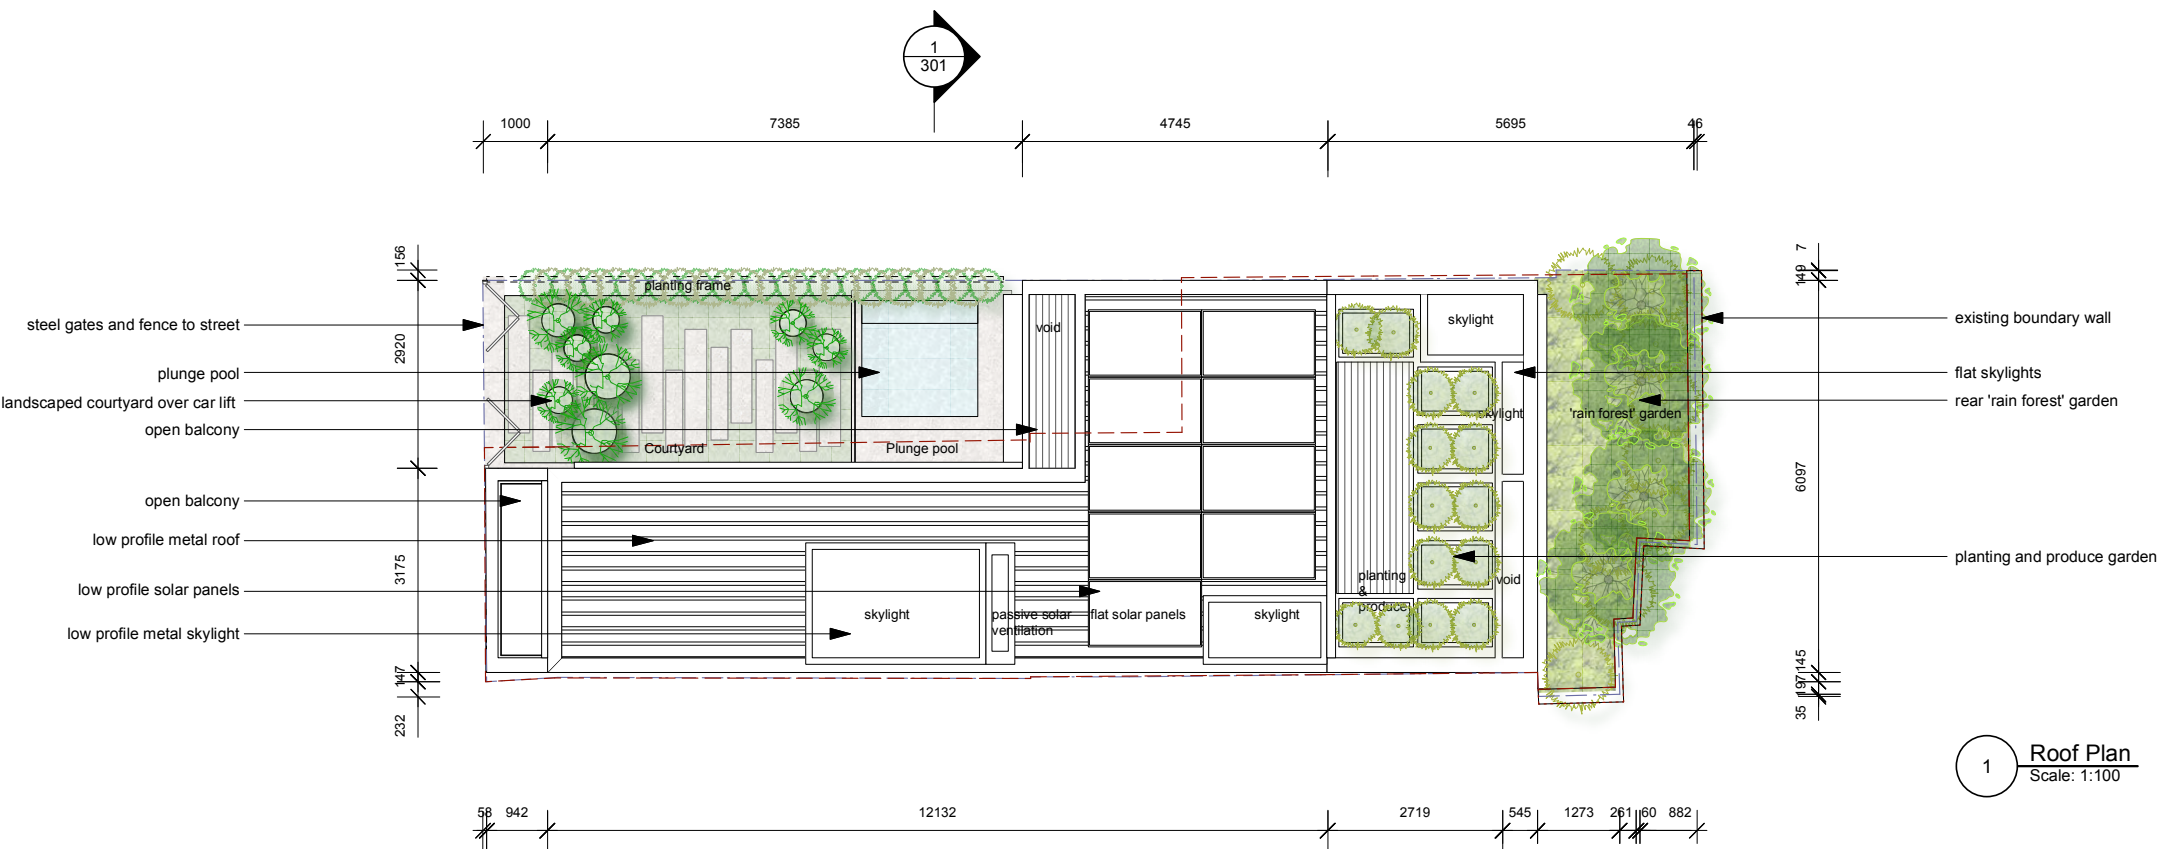 1
301
1000
7385
4745
5695
46
156
2920
3175
147
232
7
149
6097
145
197
35
steel gates and fence to street
plunge pool
landscaped courtyard over car lift
open balcony
open balcony
low profile metal roof
low profile solar panels
low profile metal skylight
planting frame
void
Courtyard
Plunge pool
skylight
skylight
'rain forest' garden
skylight
passive solar
ventilation
flat solar panels
skylight
planting
&
produce
void
existing boundary wall
flat skylights
rear 'rain forest' garden
planting and produce garden
1
Roof Plan
Scale: 1:100
58
942
12132
2719
545
1273
261
60
882